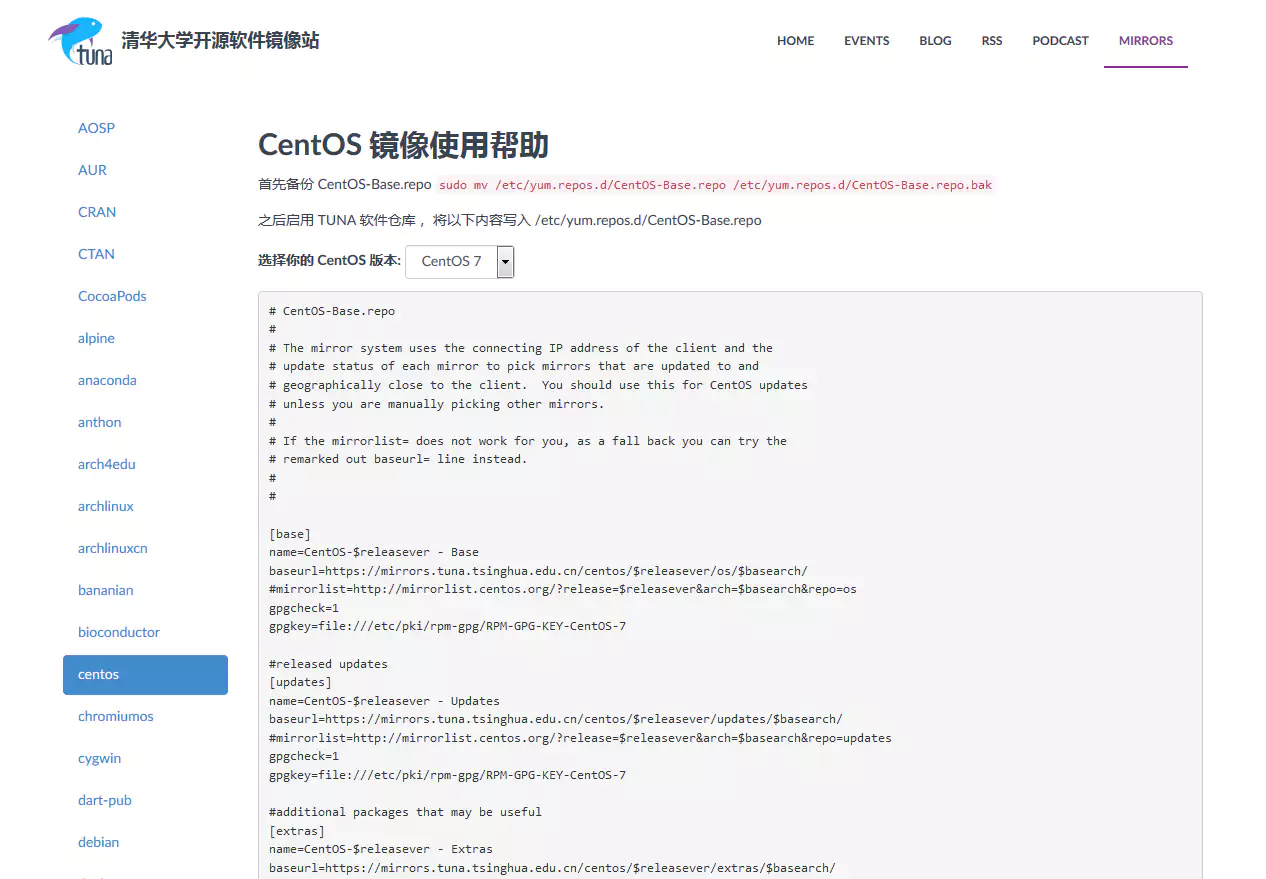 tuna 清华大学开源软件镜像站
HOME EVENTS BLOG RSS PODCAST MIRRORS
AOSP
AUR
CRAN
CTAN
CocoaPods
alpine
anaconda
anthon
arch4edu
archlinux
archlinuxcn
bananian
bioconductor
centos
chromiumos
cygwin
dart-pub
debian
CentOS 镜像使用帮助
首先备份 CentOS-Base.repo sudo mv /etc/yum.repos.d/CentOS-Base.repo /etc/yum.repos.d/CentOS-Base.repo.bak
之后启用 TUNA 软件仓库， 将以下内容写入 /etc/yum.repos.d/CentOS-Base.repo
选择你的 CentOS 版本: CentOS 7
# CentOS-Base.repo
#
# The mirror system uses the connecting IP address of the client and the
# update status of each mirror to pick mirrors that are updated to and
# geographically close to the client.  You should use this for CentOS updates
# unless you are manually picking other mirrors.
#
# If the mirrorlist= does not work for you, as a fall back you can try the
# remarked out baseurl= line instead.
#
#
[base]
name=CentOS-$releasever - Base
baseurl=https://mirrors.tuna.tsinghua.edu.cn/centos/$releasever/os/$basearch/
#mirrorlist=http://mirrorlist.centos.org/?release=$releasever&arch=$basearch&repo=os
gpgcheck=1
gpgkey=file:///etc/pki/rpm-gpg/RPM-GPG-KEY-CentOS-7
#released updates
[updates]
name=CentOS-$releasever - Updates
baseurl=https://mirrors.tuna.tsinghua.edu.cn/centos/$releasever/updates/$basearch/
#mirrorlist=http://mirrorlist.centos.org/?release=$releasever&arch=$basearch&repo=updates
gpgcheck=1
gpgkey=file:///etc/pki/rpm-gpg/RPM-GPG-KEY-CentOS-7
#additional packages that may be useful
[extras]
name=CentOS-$releasever - Extras
baseurl=https://mirrors.tuna.tsinghua.edu.cn/centos/$releasever/extras/$basearch/